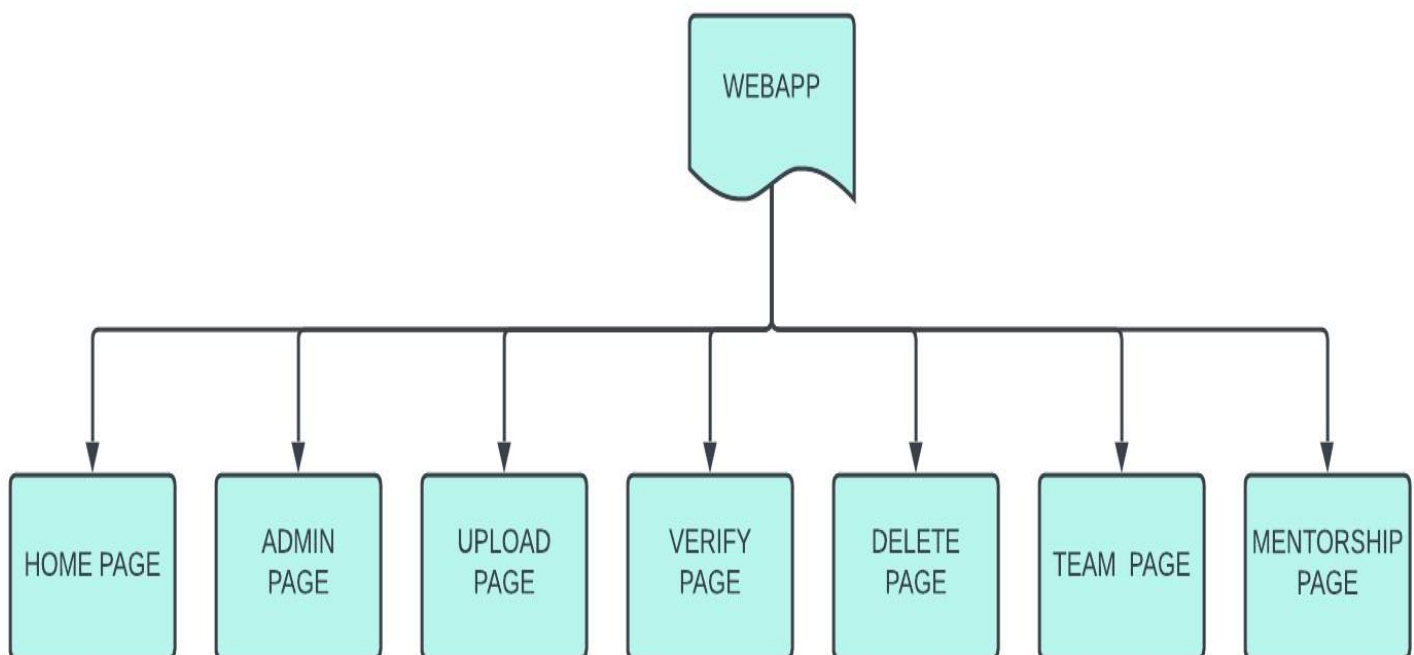 WEBAPP
HOME PAGE
ADMIN
PAGE
UPLOAD
PAGE
VERIFY
PAGE
DELETE
PAGE
TEAM PAGE
MENTORSHIP
PAGE